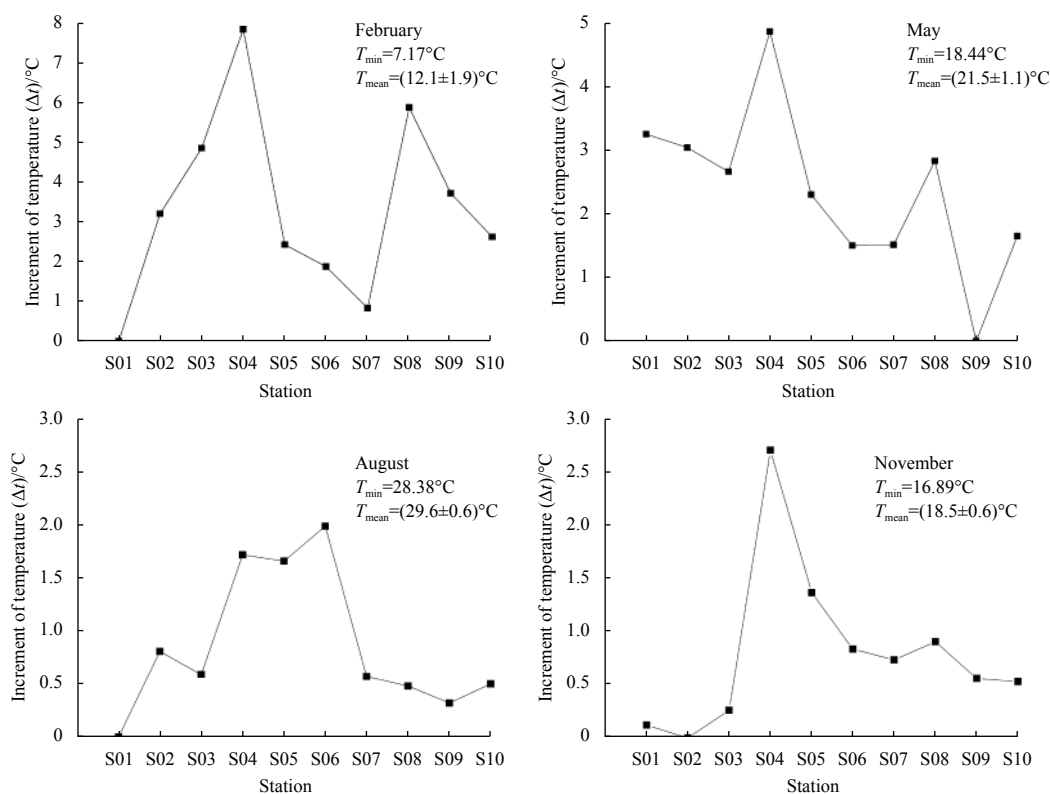 8
7
6
5
4
3
2
1
0
Increment of temperature (Δt)/°C
February
Tmin=7.17°C
Tmean=(12.1±1.9)°C
S01 S02 S03 S04 S05 S06 S07 S08 S09 S10
Station
5
4
3
2
1
0
Increment of temperature (Δt)/°C
May
Tmin=18.44°C
Tmean=(21.5±1.1)°C
S01 S02 S03 S04 S05 S06 S07 S08 S09 S10
Station
3.0
2.5
2.0
1.5
1.0
0.5
0
Increment of temperature (Δt)/°C
August
Tmin=28.38°C
Tmean=(29.6±0.6)°C
S01 S02 S03 S04 S05 S06 S07 S08 S09 S10
Station
3.0
2.5
2.0
1.5
1.0
0.5
0
Increment of temperature (Δt)/°C
November
Tmin=16.89°C
Tmean=(18.5±0.6)°C
S01 S02 S03 S04 S05 S06 S07 S08 S09 S10
Station